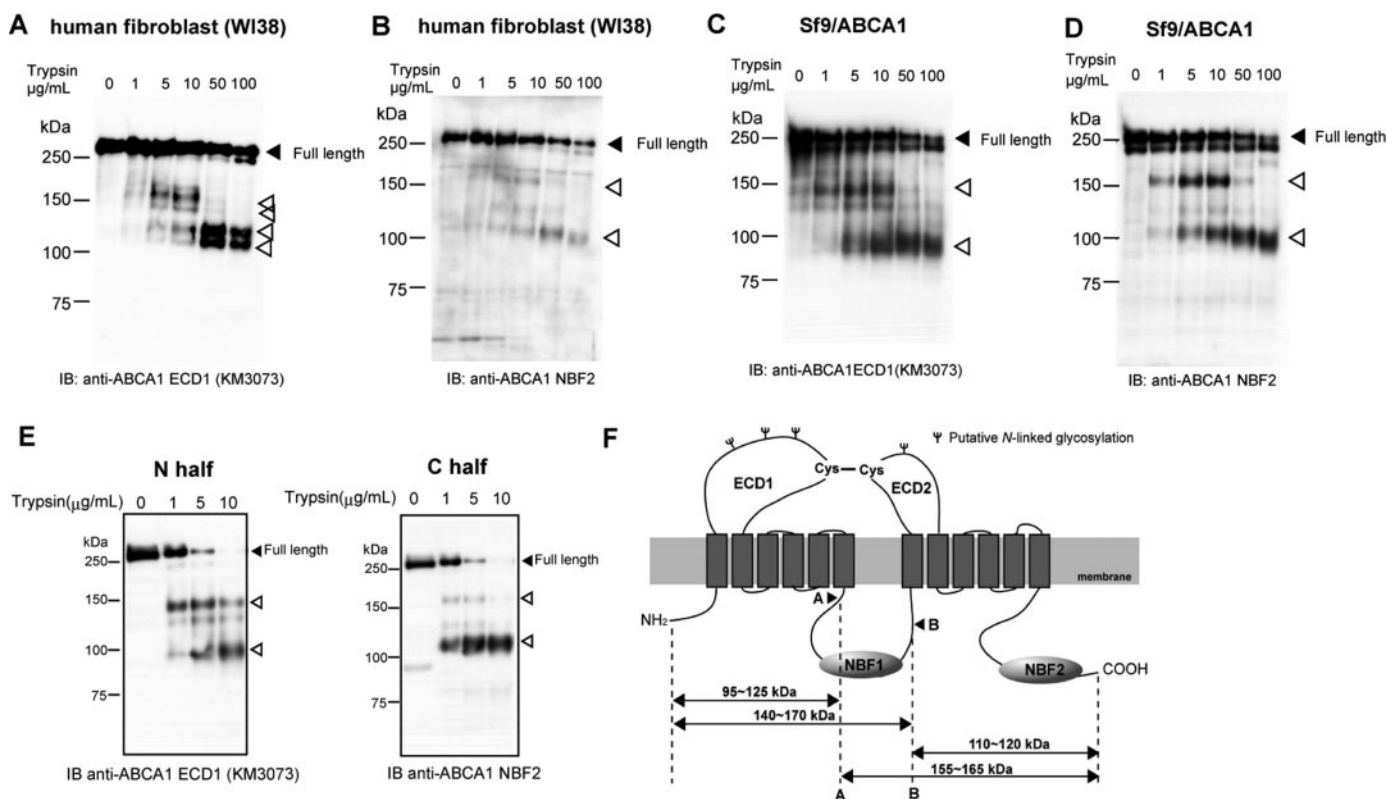 A
human fibroblast (WI38)
Trypsin
µg/mL
0 1 5 10 50 100
kDa
250
150
100
75
Full length
IB: anti-ABCA1 ECD1 (KM3073)
B
human fibroblast (WI38)
Trypsin
µg/mL
0 1 5 10 50 100
kDa
250
150
100
75
Full length
IB: anti-ABCA1 NBF2
C
Sf9/ABCA1
Trypsin
µg/mL
0 1 5 10 50 100
kDa
250
150
100
75
Full length
IB: anti-ABCA1ECD1(KM3073)
D
Sf9/ABCA1
Trypsin
µg/mL
0 1 5 10 50 100
kDa
250
150
100
75
Full length
IB: anti-ABCA1 NBF2
E
N half
Trypsin(µg/mL) 0 1 5 10
kDa
250
150
100
75
Full length
IB anti-ABCA1 ECD1 (KM3073)
C half
Trypsin(µg/mL) 0 1 5 10
kDa
250
150
100
75
Full length
IB anti-ABCA1 NBF2
F
Ψ Putative N-linked glycosylation
Ψ Ψ Ψ Ψ
Cys Cys
ECD1
ECD2
membrane
A
NH2
B
NBF1
NBF2
COOH
95~125 kDa
140~170 kDa
110~120 kDa
155~165 kDa
A B